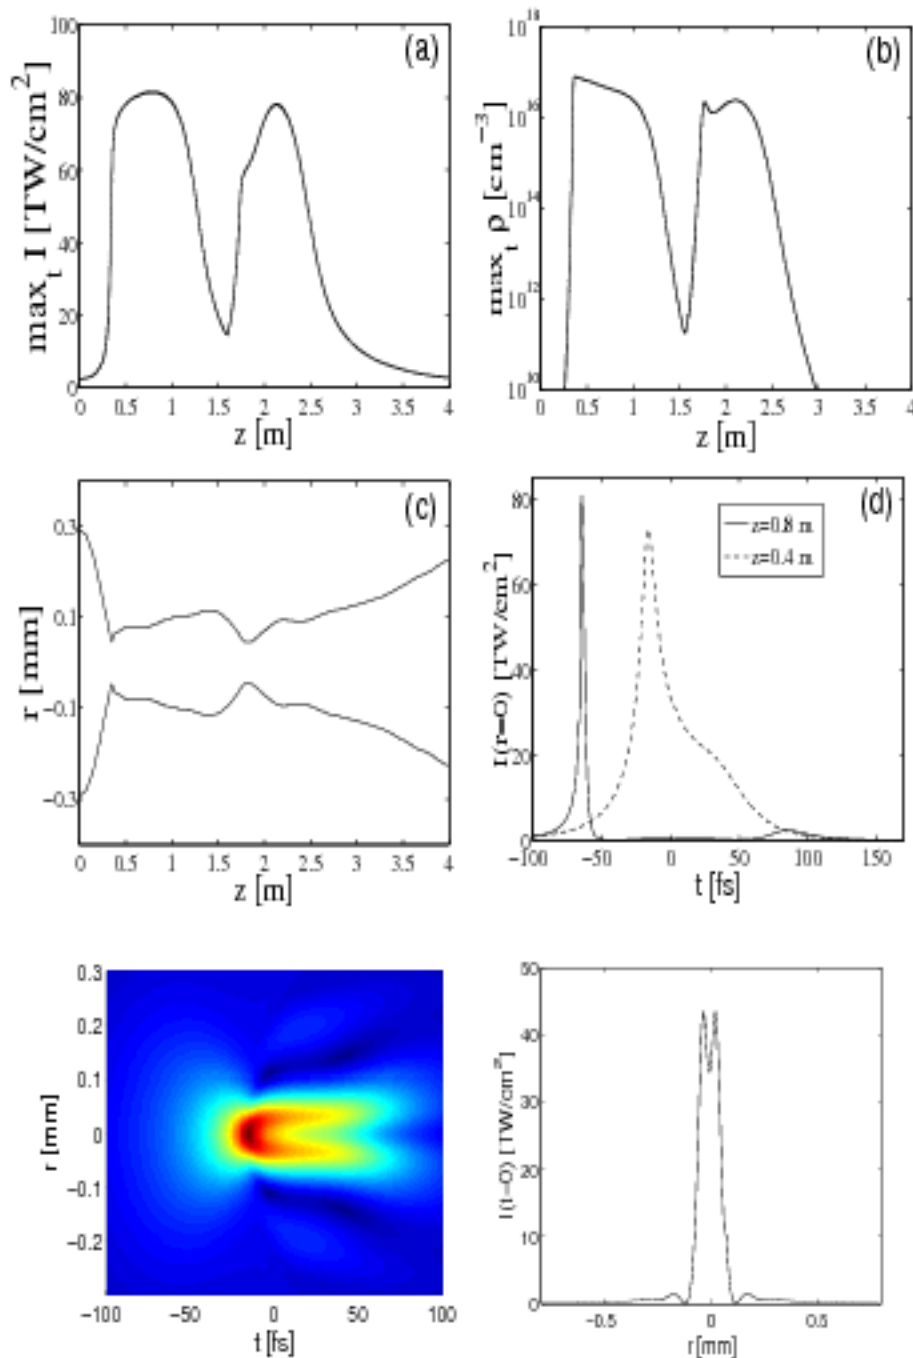 (a)
max_t I [TW/cm^2]
100
80
60
40
20
0
0 0.5 1 1.5 2 2.5 3 3.5 4
z [m]
(b)
max_t ρ [cm^−3]
10^18
10^16
10^14
10^12
10^10
0 0.5 1 1.5 2 2.5 3 3.5 4
z [m]
(c)
r [mm]
0.3
0.1
−0.1
−0.3
0 0.5 1 1.5 2 2.5 3 3.5 4
z [m]
(d)
z=0.8 m
z=0.4 m
I(r=0) [TW/cm^2]
80
60
40
20
0
−100 −50 0 50 100 150
t [fs]
r [mm]
0.3
0.2
0.1
0
−0.1
−0.2
−100 −50 0 50 100
t [fs]
I(t=0) [TW/cm^2]
50
40
30
20
10
0
−0.5 0 0.5
r[mm]